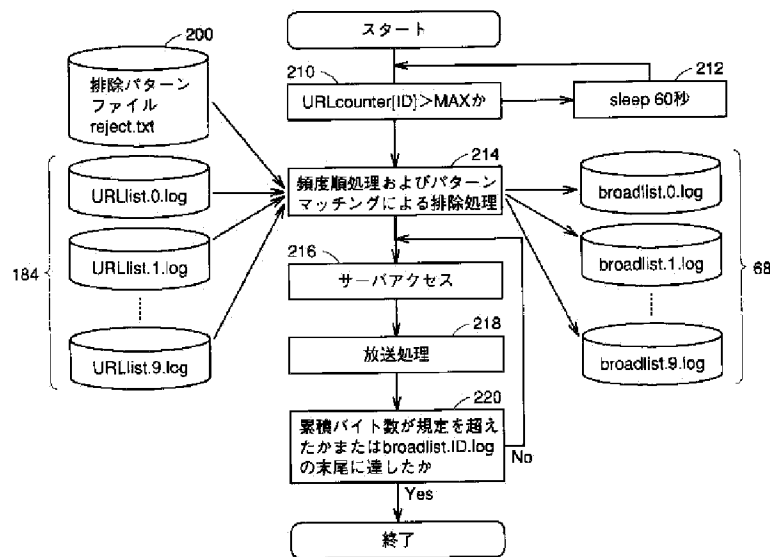 スタート
200
排除パターン
ファイル
reject.txt
210
URLcounter[ID]>MAXか
212
sleep 60秒
214
頻度順処理およびパターン
マッチングによる排除処理
184
URLlist.0.log
URLlist.1.log
URLlist.9.log
68
broadlist.0.log
broadlist.1.log
broadlist.9.log
216
サーバアクセス
218
放送処理
220
累積バイト数が規定を超え
たかまたはbroadlist.ID.log
の末尾に達したか
No
Yes
終了